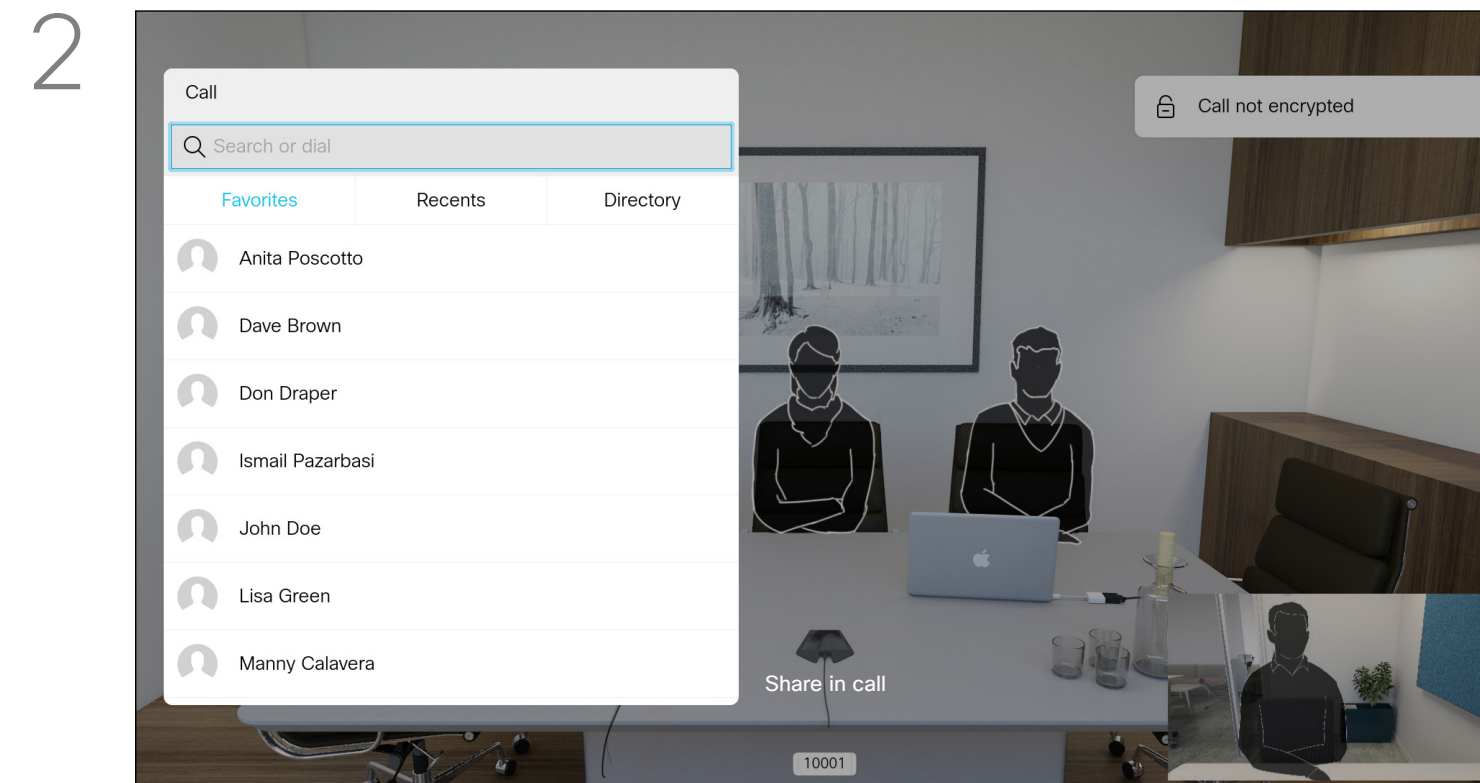 2
Call
Call not encrypted
Search or dial
Favorites Recents Directory
Anita Poscotto
Dave Brown
Don Draper
Ismail Pazarbasi
John Doe
Lisa Green
Manny Calavera
Share in call
10001